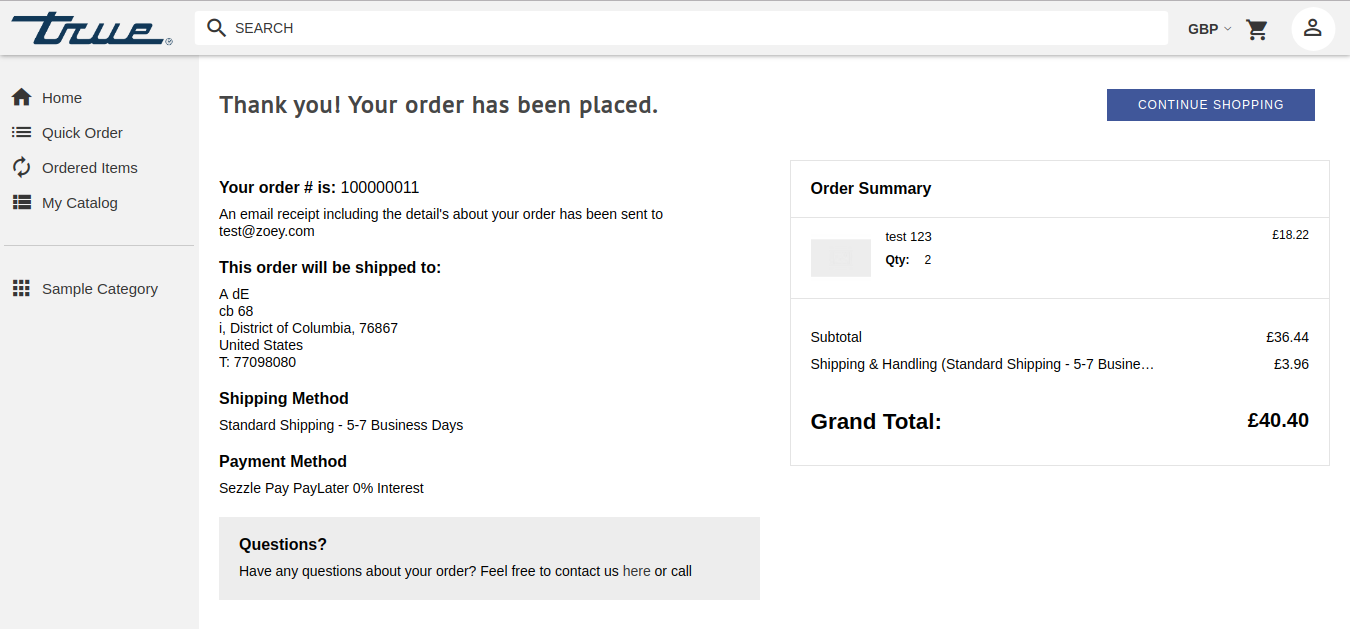 true
SEARCH
GBP
Home
Quick Order
Ordered Items
My Catalog
Sample Category
Thank you! Your order has been placed.
CONTINUE SHOPPING
Your order # is: 100000011
An email receipt including the detail's about your order has been sent to
test@zoey.com
This order will be shipped to:
A dE
cb 68
i, District of Columbia, 76867
United States
T: 77098080
Shipping Method
Standard Shipping - 5-7 Business Days
Payment Method
Sezzle Pay PayLater 0% Interest
Questions?
Have any questions about your order? Feel free to contact us here or call
Order Summary
test 123 £18.22
Qty: 2
Subtotal £36.44
Shipping & Handling (Standard Shipping - 5-7 Busine… £3.96
Grand Total: £40.40